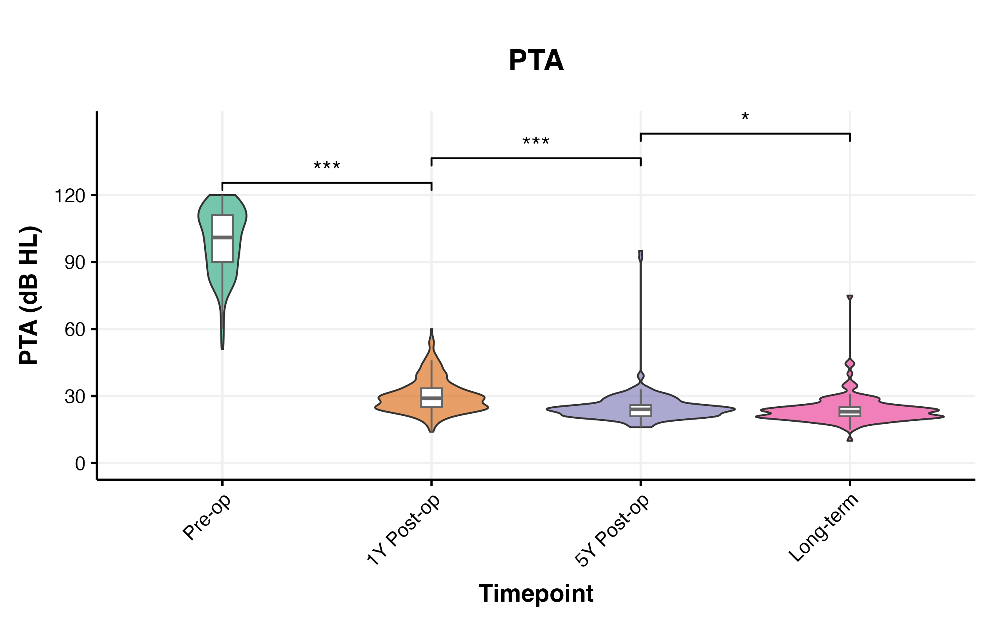 PTA
*
***
***
120
90
60
30
0
PTA (dB HL)
Pre-op
1Y Post-op
5Y Post-op
Long-term
Timepoint